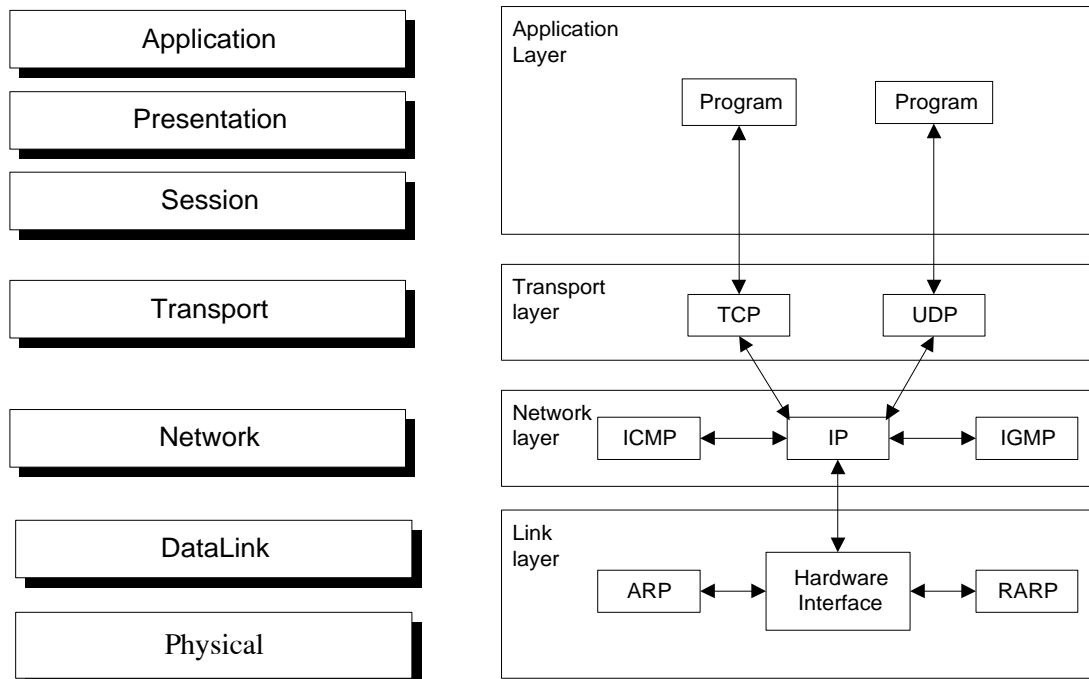 Application
Presentation
Session
Transport
Network
DataLink
Physical
Application
Layer
Program
Program
Transport
layer
TCP
UDP
Network
layer
ICMP
IP
IGMP
Link
layer
ARP
Hardware
Interface
RARP